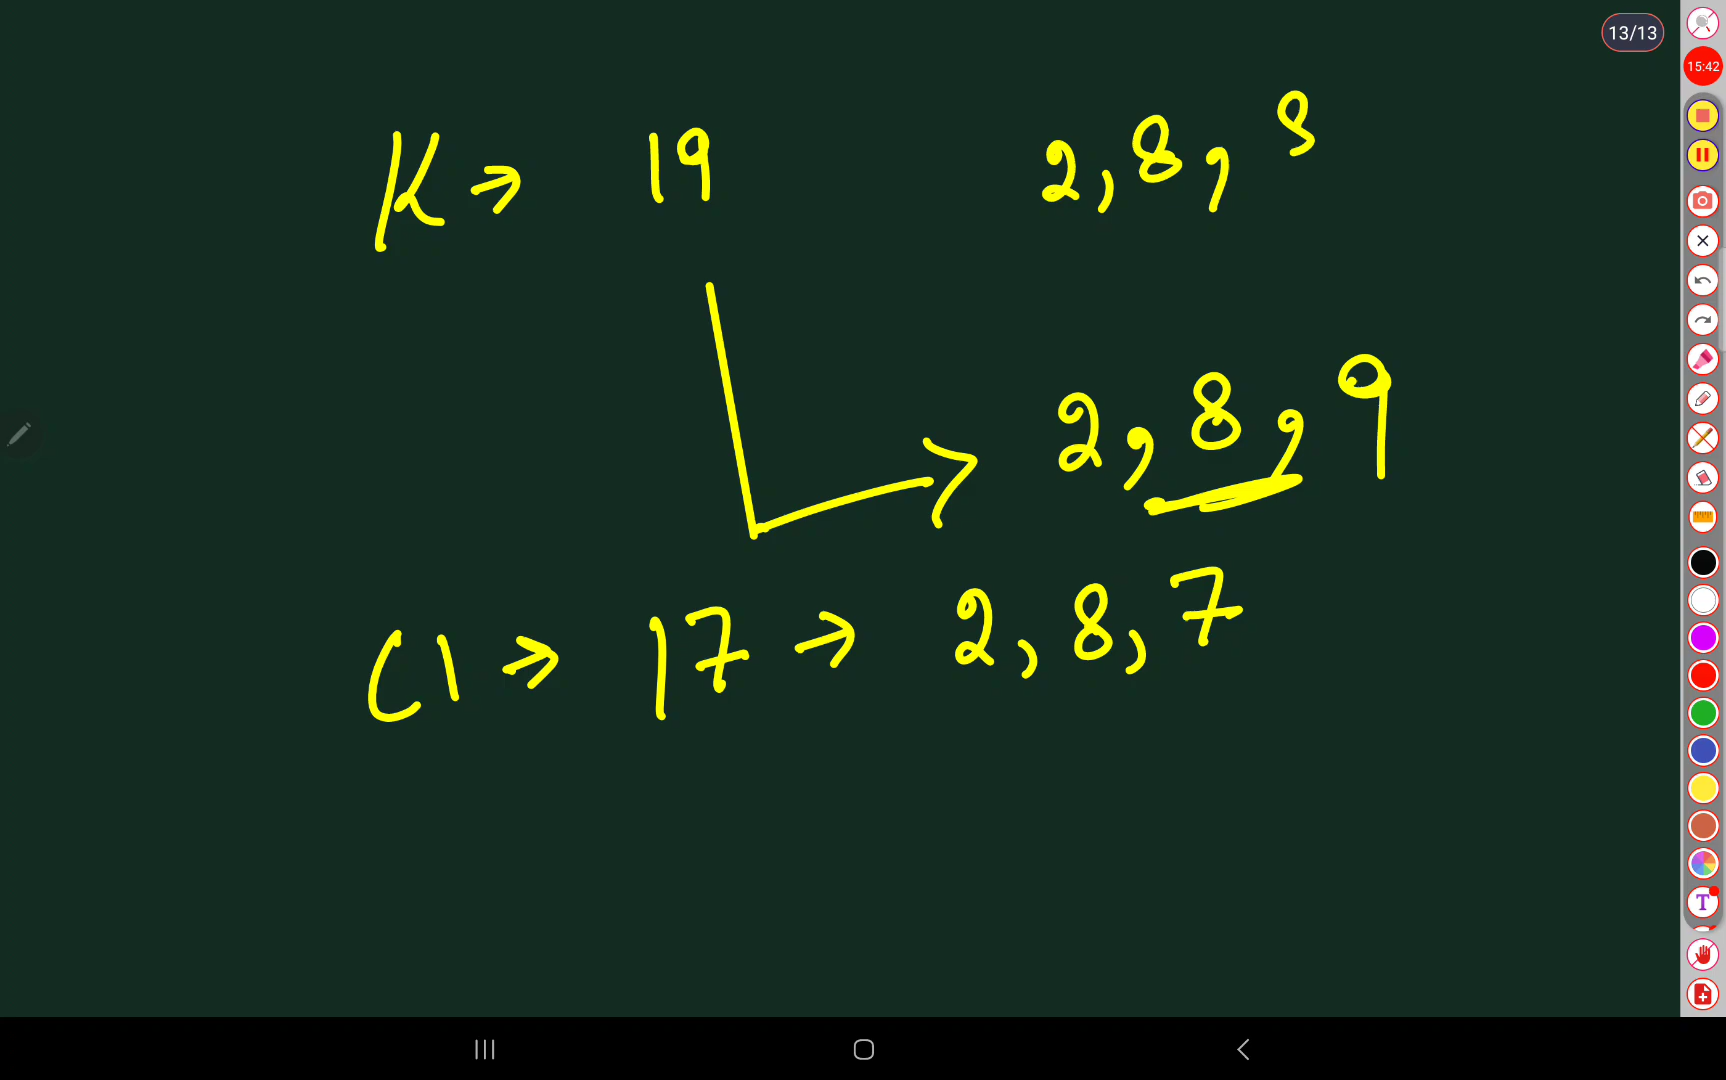 13/13
15:42
K → 19 2, 8, 8
2, 8, 9
Cl → 17 → 2, 8, 7
T